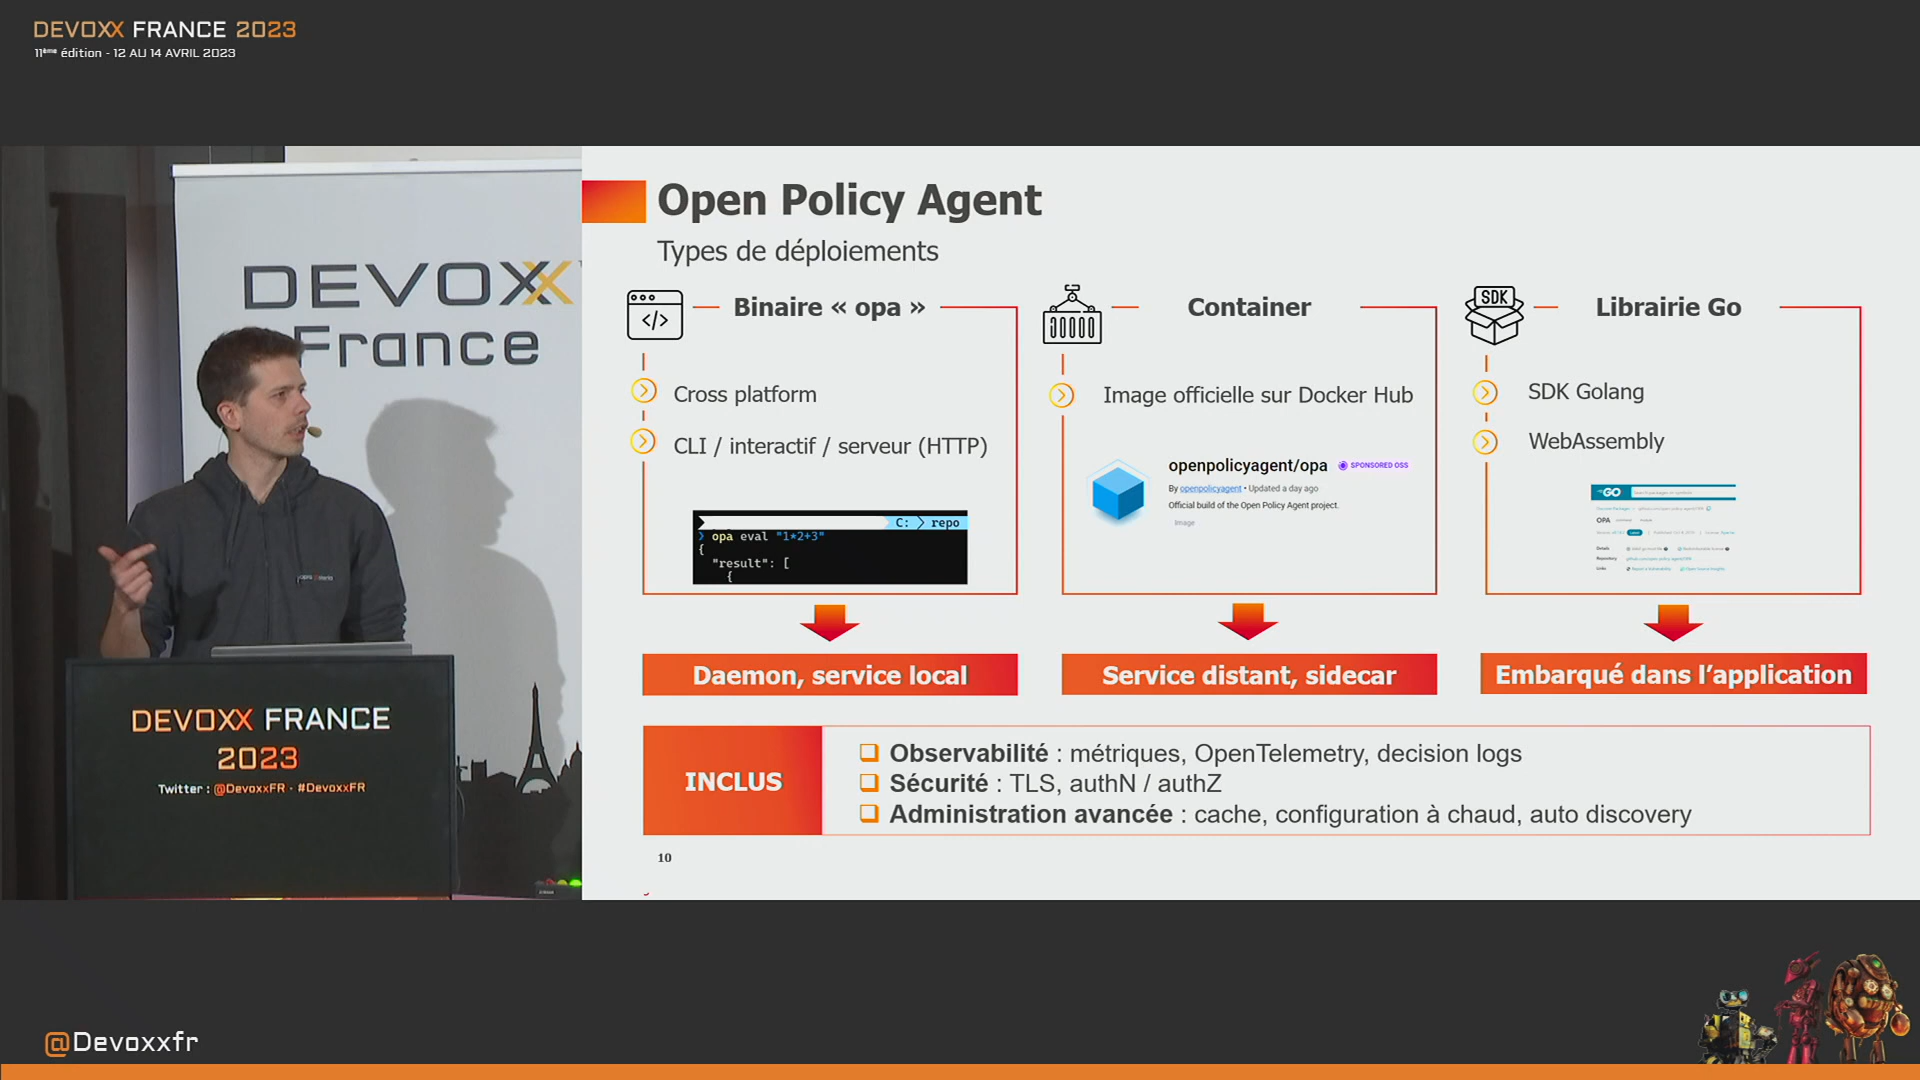 DEVOXX FRANCE 2023
11ème édition - 12 AU 14 AVRIL 2023
DEVOXX
France
DEVOXX FRANCE
2023
Twitter : @DevoxxFR - #DevoxxFR
Open Policy Agent
Types de déploiements
Binaire « opa »
Cross platform
CLI / interactif / serveur (HTTP)
C: repo
opa eval "1*2+3"
{
"result": [
{
Daemon, service local
Container
Image officielle sur Docker Hub
openpolicyagent/opa SPONSORED OSS
By openpolicyagent • Updated a day ago
Official build of the Open Policy Agent project.
Image
Service distant, sidecar
SDK
Librairie Go
SDK Golang
WebAssembly
GO
OPA
Details
Repository
Links
Embarqué dans l’application
INCLUS
Observabilité : métriques, OpenTelemetry, decision logs
Sécurité : TLS, authN / authZ
Administration avancée : cache, configuration à chaud, auto discovery
10
@Devoxxfr